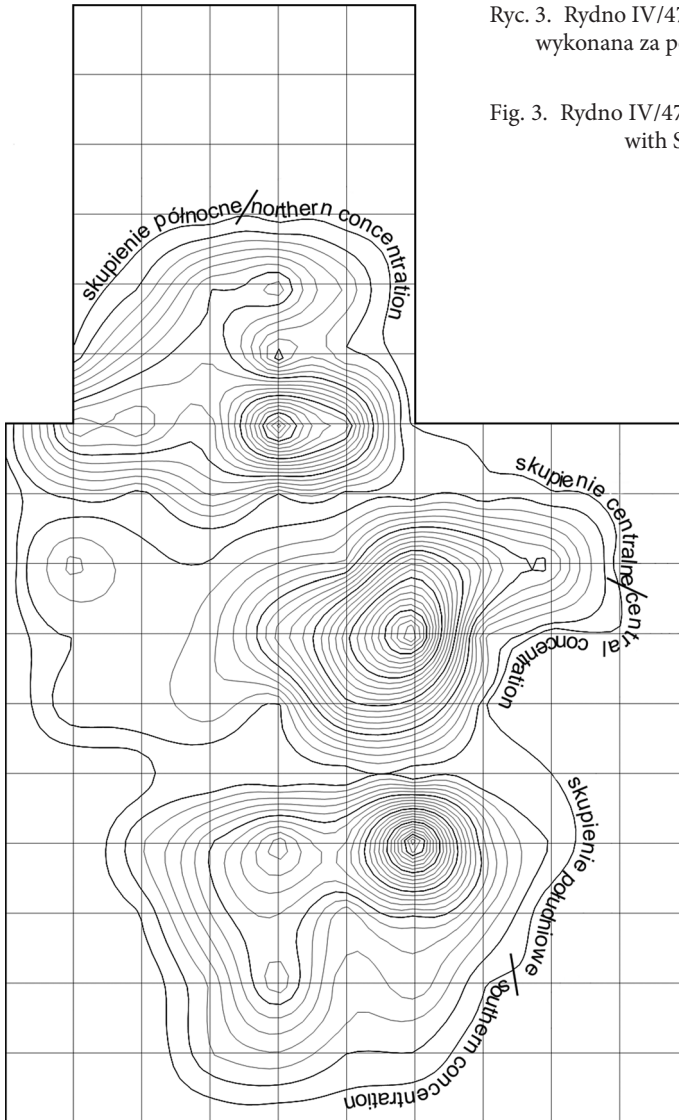 Ryc. 3. Rydno IV/47
wykonana za p
Fig. 3. Rydno IV/47
with S
skupienie północne/northern concentration
skupienie centralne/central concentration
skupienie południowe/southern concentration